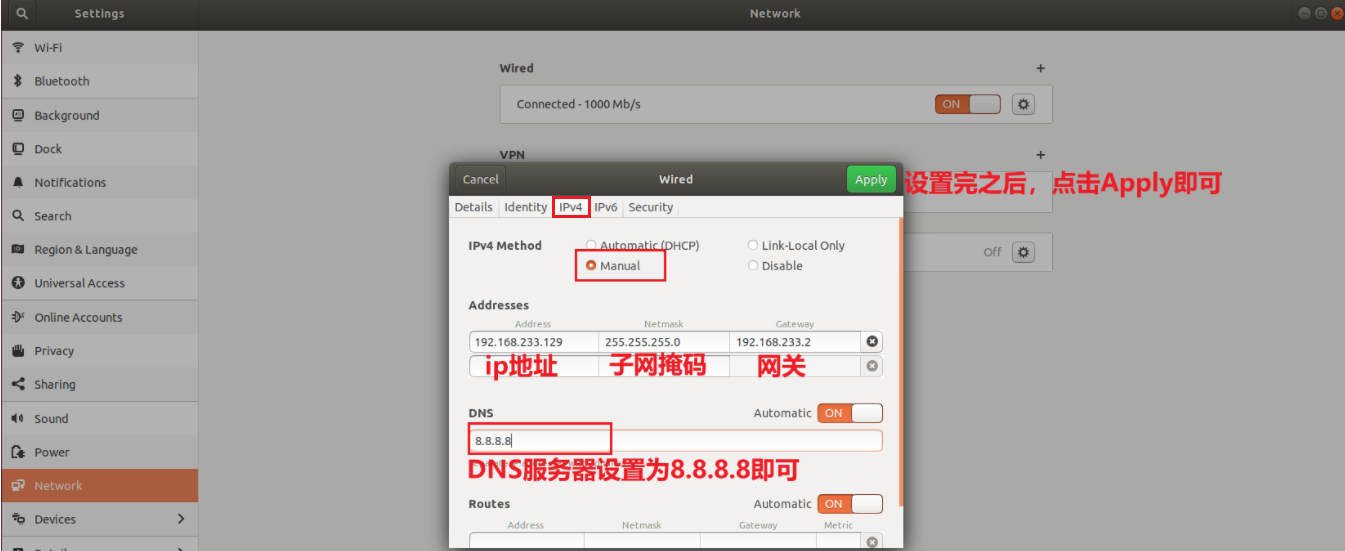 Settings
Network
Wi-Fi
Bluetooth
Background
Dock
Notifications
Search
Region & Language
Universal Access
Online Accounts
Privacy
Sharing
Sound
Power
Network
Devices
Wired
Connected - 1000 Mb/s
ON
VPN
Off
Cancel
Wired
Apply
设置完之后，点击Apply即可
Details Identity IPv4 IPv6 Security
IPv4 Method
Automatic (DHCP)
Link-Local Only
Manual
Disable
Addresses
Address Netmask Gateway
192.168.233.129 255.255.255.0 192.168.233.2
ip地址 子网掩码 网关
DNS
Automatic ON
8.8.8.8
DNS服务器设置为8.8.8.8即可
Routes
Automatic ON
Address Netmask Gateway Metric